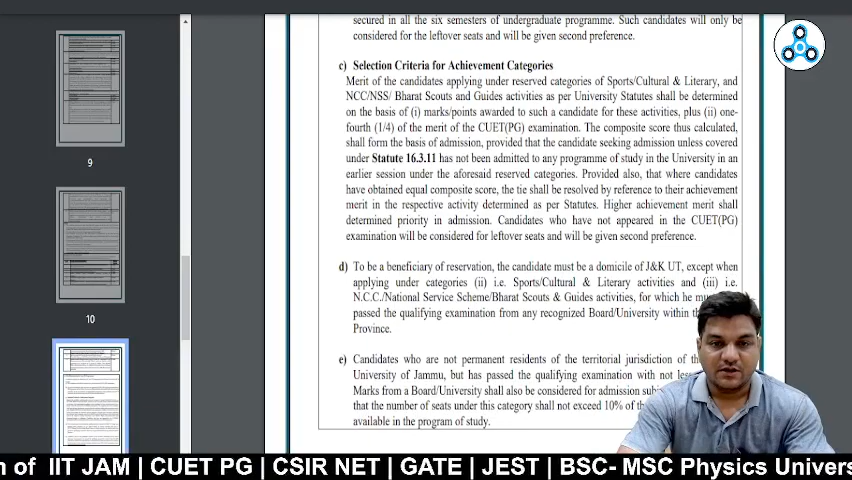 secured in all the six semesters of undergraduate programme. Such candidates will only be
considered for the leftover seats and will be given second preference.
c) Selection Criteria for Achievement Categories
Merit of the candidates applying under reserved categories of Sports/Cultural & Literary, and
NCC/NSS/ Bharat Scouts and Guides activities as per University Statutes shall be determined
on the basis of (i) marks/points awarded to such a candidate for these activities, plus (ii) one-
fourth (1/4) of the merit of the CUET(PG) examination. The composite score thus calculated,
shall form the basis of admission, provided that the candidate seeking admission unless covered
under Statute 16.3.11 has not been admitted to any programme of study in the University in an
earlier session under the aforesaid reserved categories. Provided also, that where candidates
have obtained equal composite score, the tie shall be resolved by reference to their achievement
merit in the respective activity determined as per Statutes. Higher achievement merit shall
determined priority in admission. Candidates who have not appeared in the CUET(PG)
examination will be considered for leftover seats and will be given second preference.
d) To be a beneficiary of reservation, the candidate must be a domicile of J&K UT, except when
applying under categories (ii) i.e. Sports/Cultural & Literary activities and (iii) i.e.
N.C.C./National Service Scheme/Bharat Scouts & Guides activities, for which he
passed the qualifying examination from any recognized Board/University within
Province.
e) Candidates who are not permanent residents of the territorial jurisdiction of
University of Jammu, but has passed the qualifying examination with not
Marks from a Board/University shall also be considered for admission
that the number of seats under this category shall not exceed 10% of
available in the program of study.
9
10
n of IIT JAM | CUET PG | CSIR NET | GATE | JEST | BSC- MSC Physics Univers